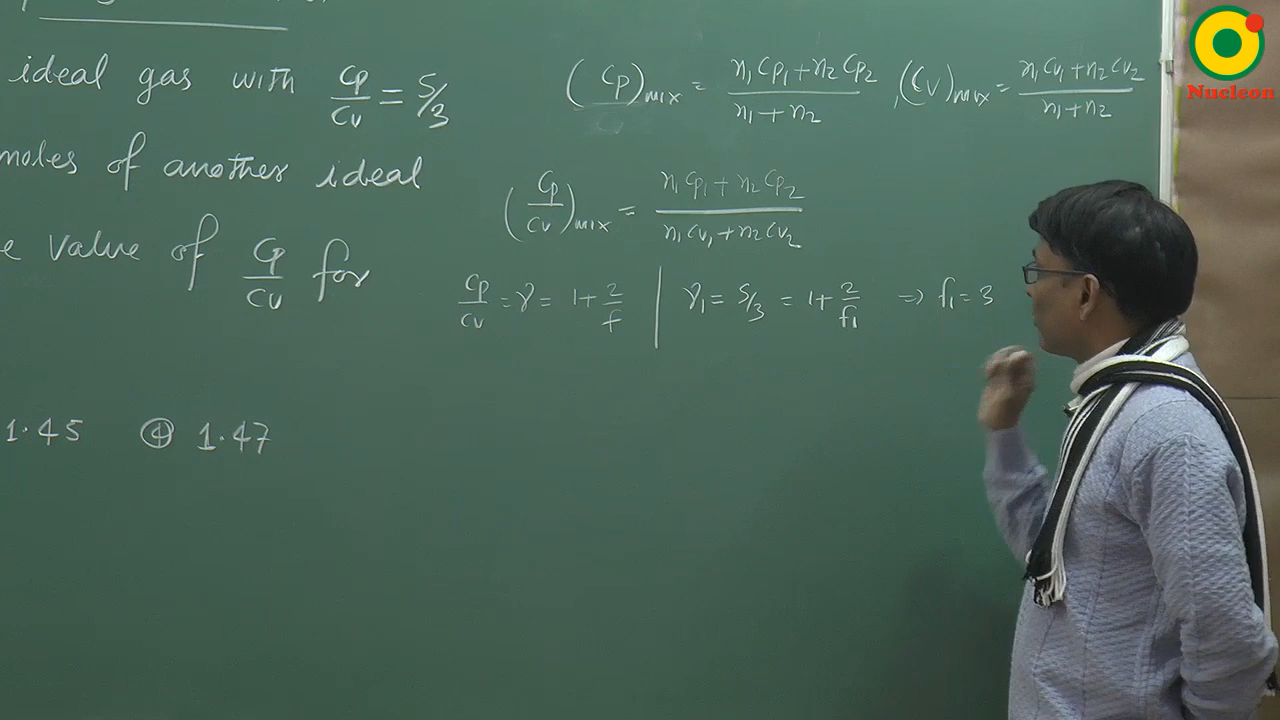 ideal gas with Cp/Cv = 5/3
moles of another ideal
e value of Cp/Cv for
1.45 ④ 1.47
(Cp)mix = n₁Cp₁+n₂Cp₂/n₁+n₂ , (Cv)mix = n₁Cv₁+n₂Cv₂/n₁+n₂
(Cp/Cv)mix = n₁Cp₁+n₂Cp₂/n₁Cv₁+n₂Cv₂
Cp/Cv = γ = 1+2/f | γ₁ = 5/3 = 1+2/f₁ ⇒ f₁=3
Nucleon